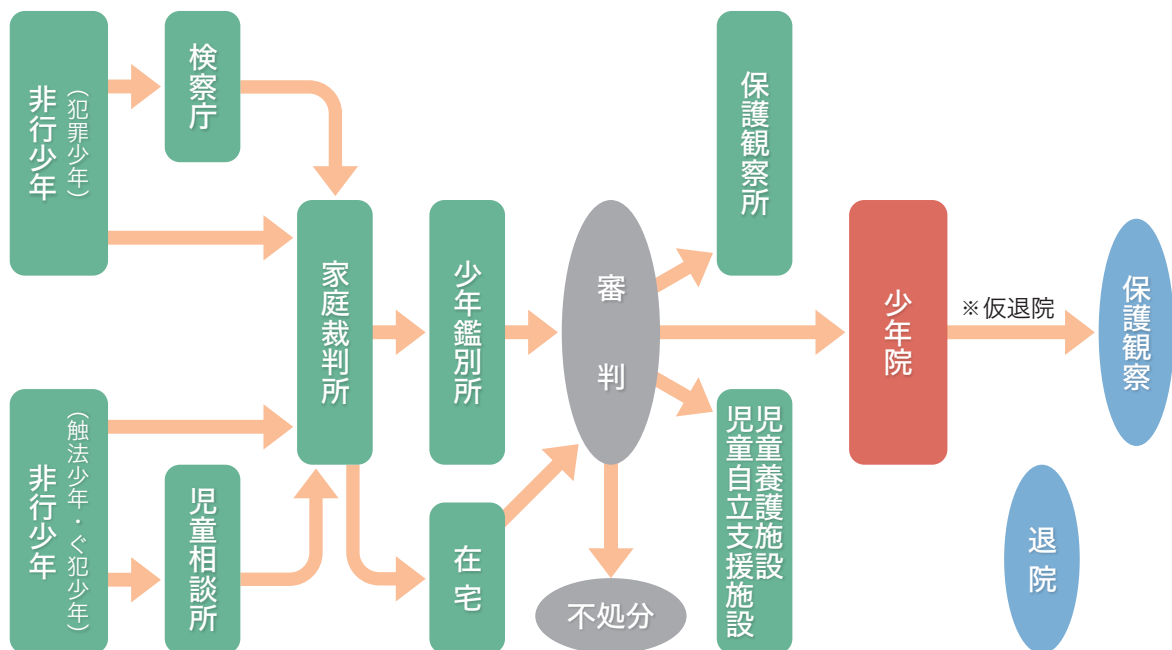 非行少年
（犯罪少年）
検察庁
非行少年
（触法少年・ぐ犯少年）
児童相談所
家庭裁判所
少年鑑別所
在宅
審判
不処分
保護観察所
児童養護施設
児童自立支援施設
少年院
※仮退院
保護観察
退院